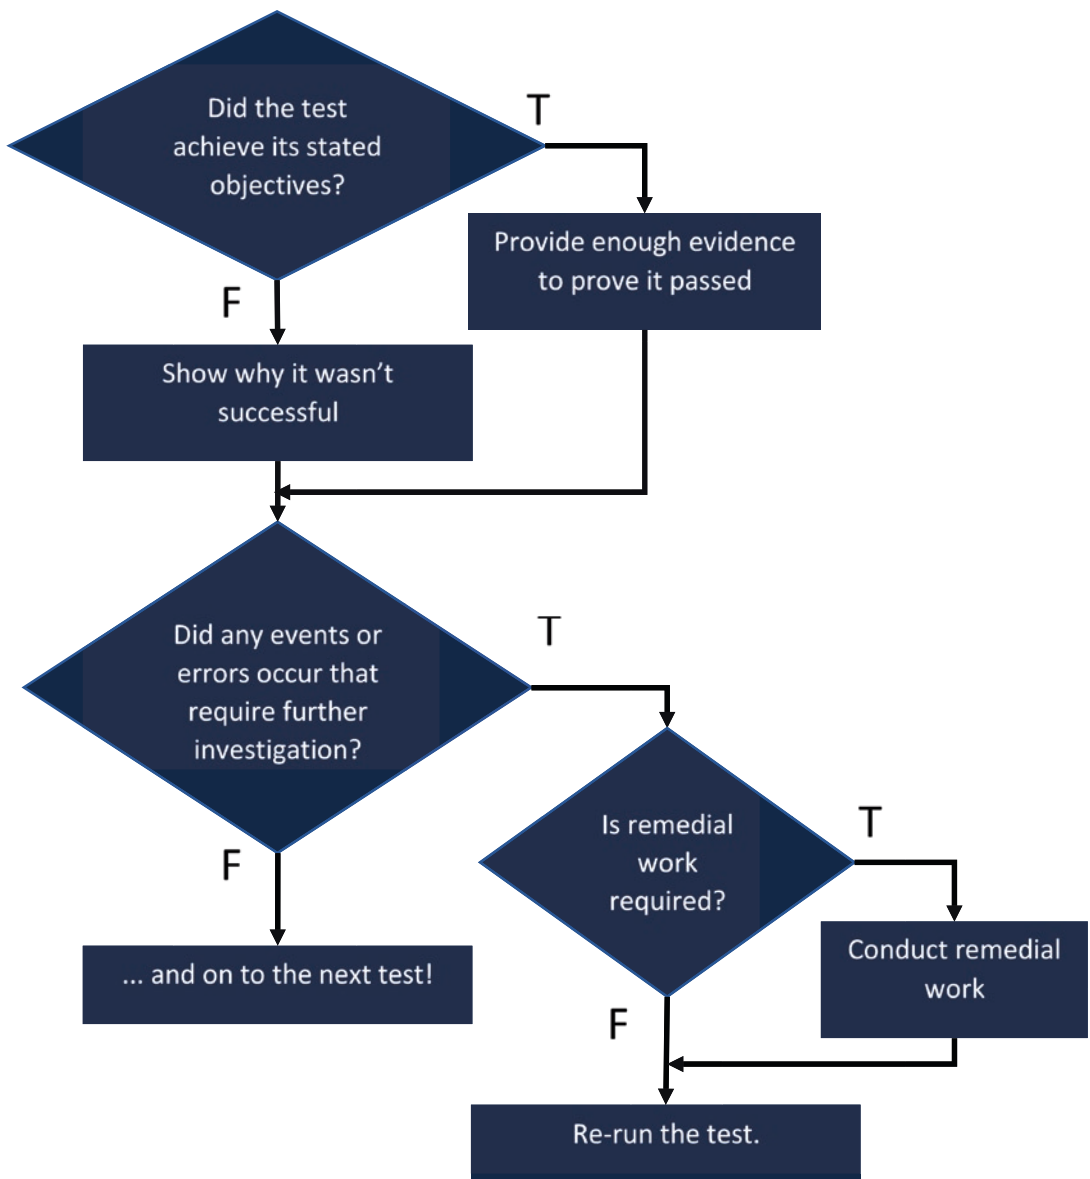 Did the test
achieve its stated
objectives?
T
Provide enough evidence
to prove it passed
F
Show why it wasn’t
successful
Did any events or
errors occur that
require further
investigation?
T
Is remedial
work
required?
T
F
... and on to the next test!
Conduct remedial
work
F
Re-run the test.